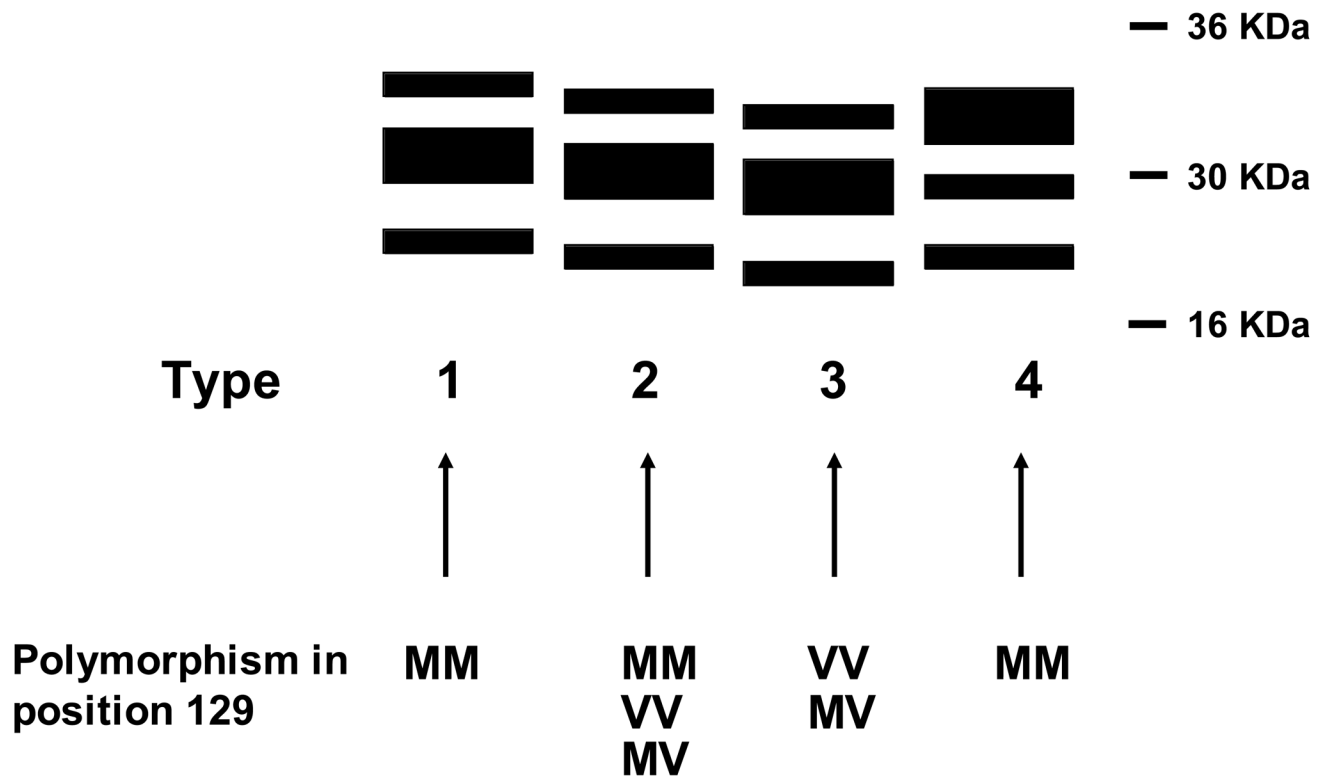 36 KDa
30 KDa
16 KDa
Type 1 2 3 4
Polymorphism in MM MM VV MM
position 129 VV MV
MV